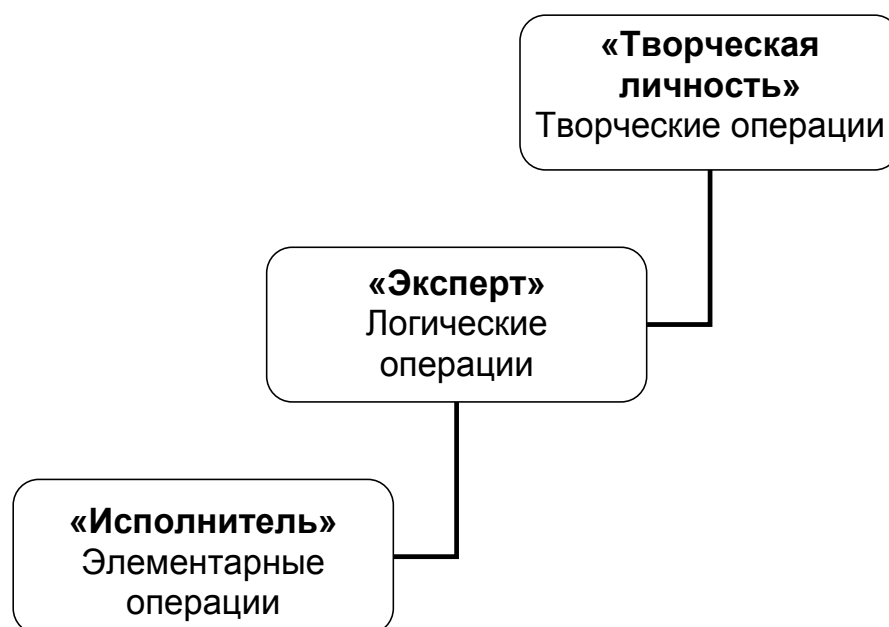 «Творческая
личность»
Творческие операции
«Эксперт»
Логические
операции
«Исполнитель»
Элементарные
операции